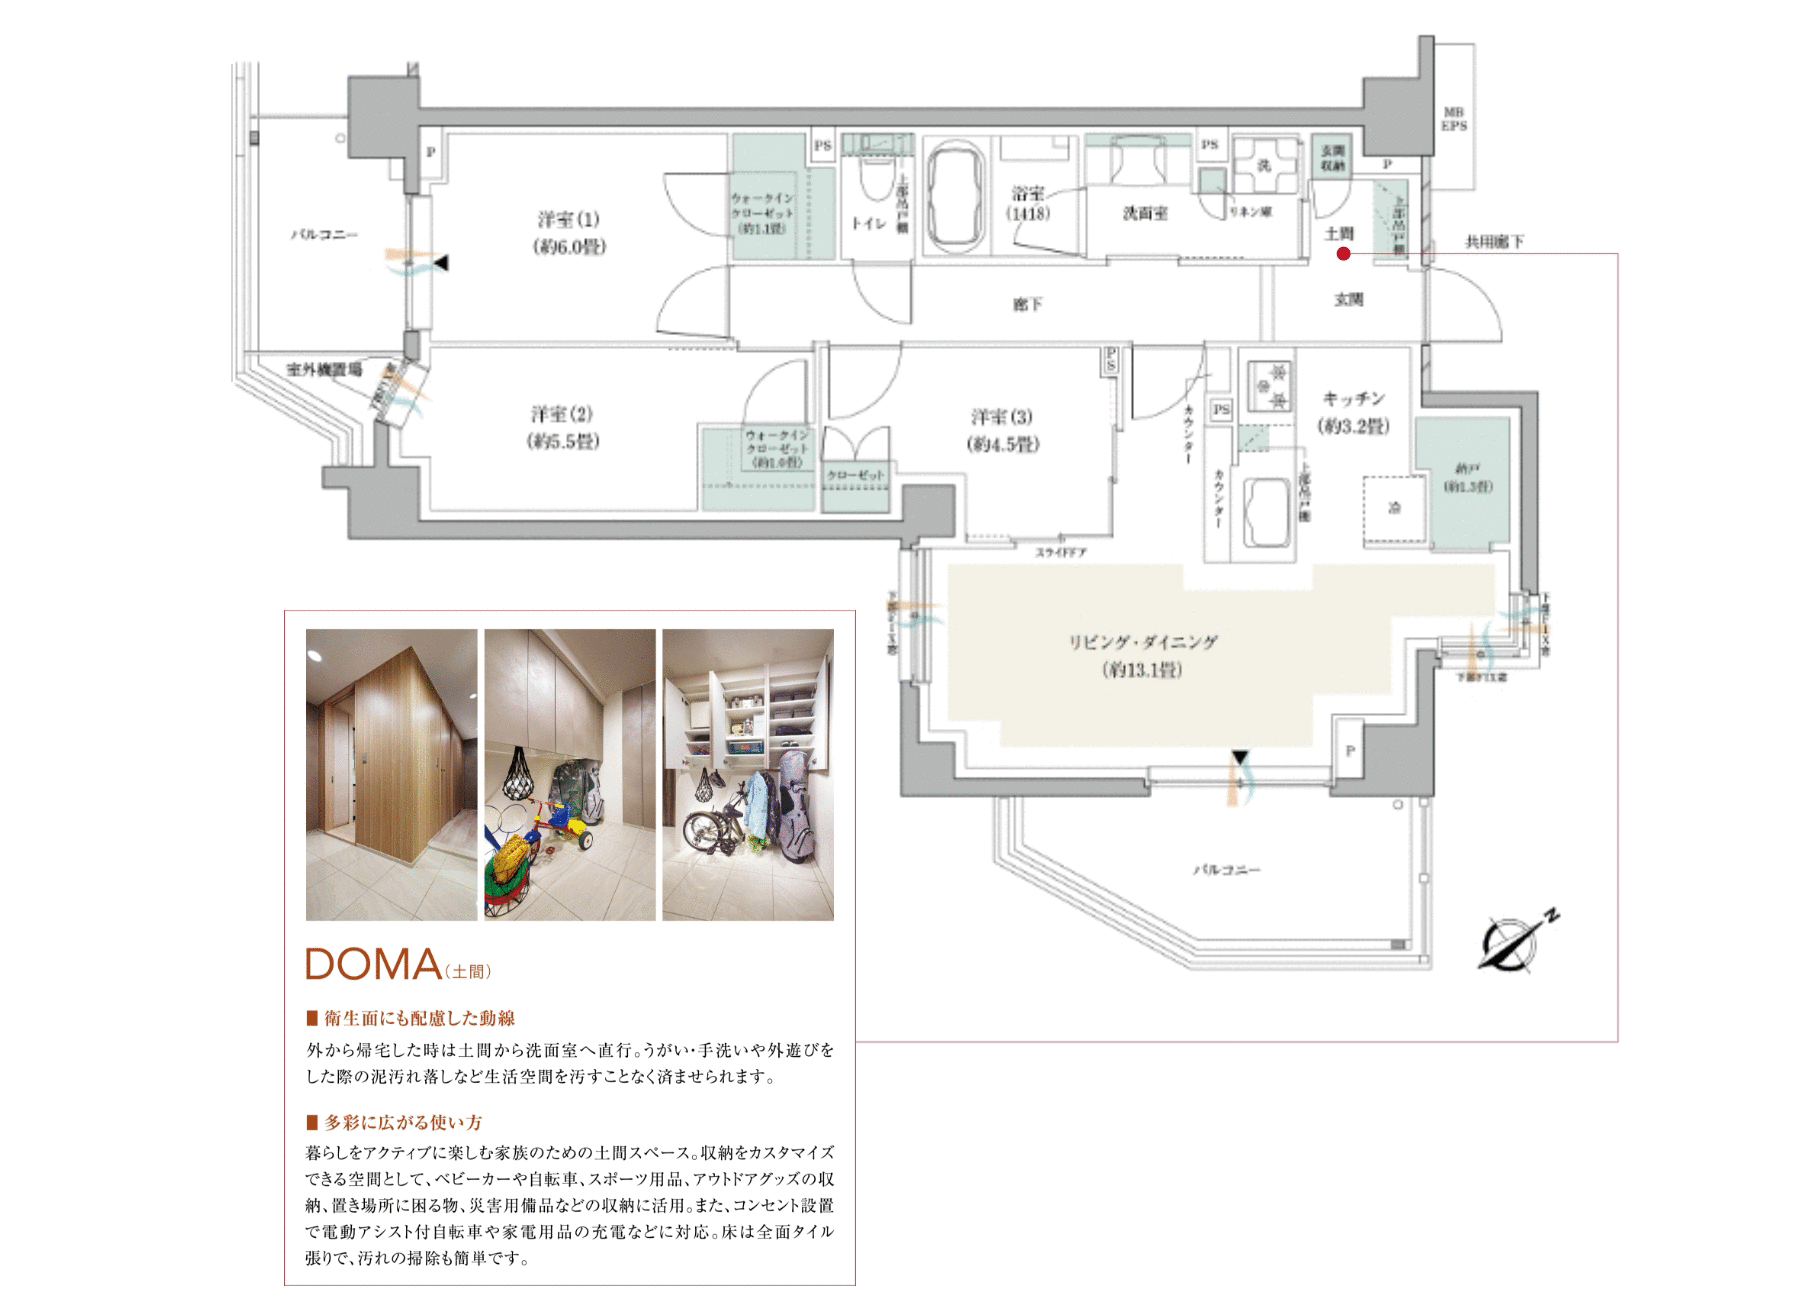 MB
EPS
P
PS
PS
玄関
収納
P
洋室(1)
(約6.0畳)
ウォークイン
クローゼット
(約1.1畳)
トイレ
上部吊戸棚
浴室
(1418)
洗面室
リネン庫
洗
土間
上部吊戸棚
共用廊下
バルコニー
廊下
玄関
室外機置場
洋室(2)
(約5.5畳)
ウォークイン
クローゼット
(約1.0畳)
クローゼット
洋室(3)
(約4.5畳)
PS
カウンター
PS
カウンター
上部吊戸棚
キッチン
(約3.2畳)
冷
納戸
(約1.3畳)
スライドドア
リビング・ダイニング
(約13.1畳)
下部FIX窓
下部FIX窓
P
バルコニー
N
DOMA(土間)
■ 衛生面にも配慮した動線
外から帰宅した時は土間から洗面室へ直行。うがい・手洗いや外遊びを
した際の泥汚れ落しなど生活空間を汚すことなく済ませられます。
■ 多彩に広がる使い方
暮らしをアクティブに楽しむ家族のための土間スペース。収納をカスタマイズ
できる空間として、ベビーカーや自転車、スポーツ用品、アウトドアグッズの収
納、置き場所に困る物、災害用備品などの収納に活用。また、コンセント設置
で電動アシスト付自転車や家電用品の充電などに対応。床は全面タイル
張りで、汚れの掃除も簡単です。